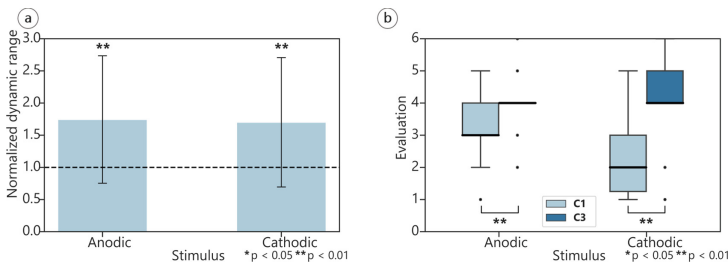 a
Normalized dynamic range
3.0
2.5
2.0
1.5
1.0
0.5
0.0
**
**
Anodic
Cathodic
Stimulus
*p < 0.05 **p < 0.01
b
Evaluation
6
5
4
3
2
1
0
C1
C3
**
**
Anodic
Cathodic
Stimulus
*p < 0.05 **p < 0.01